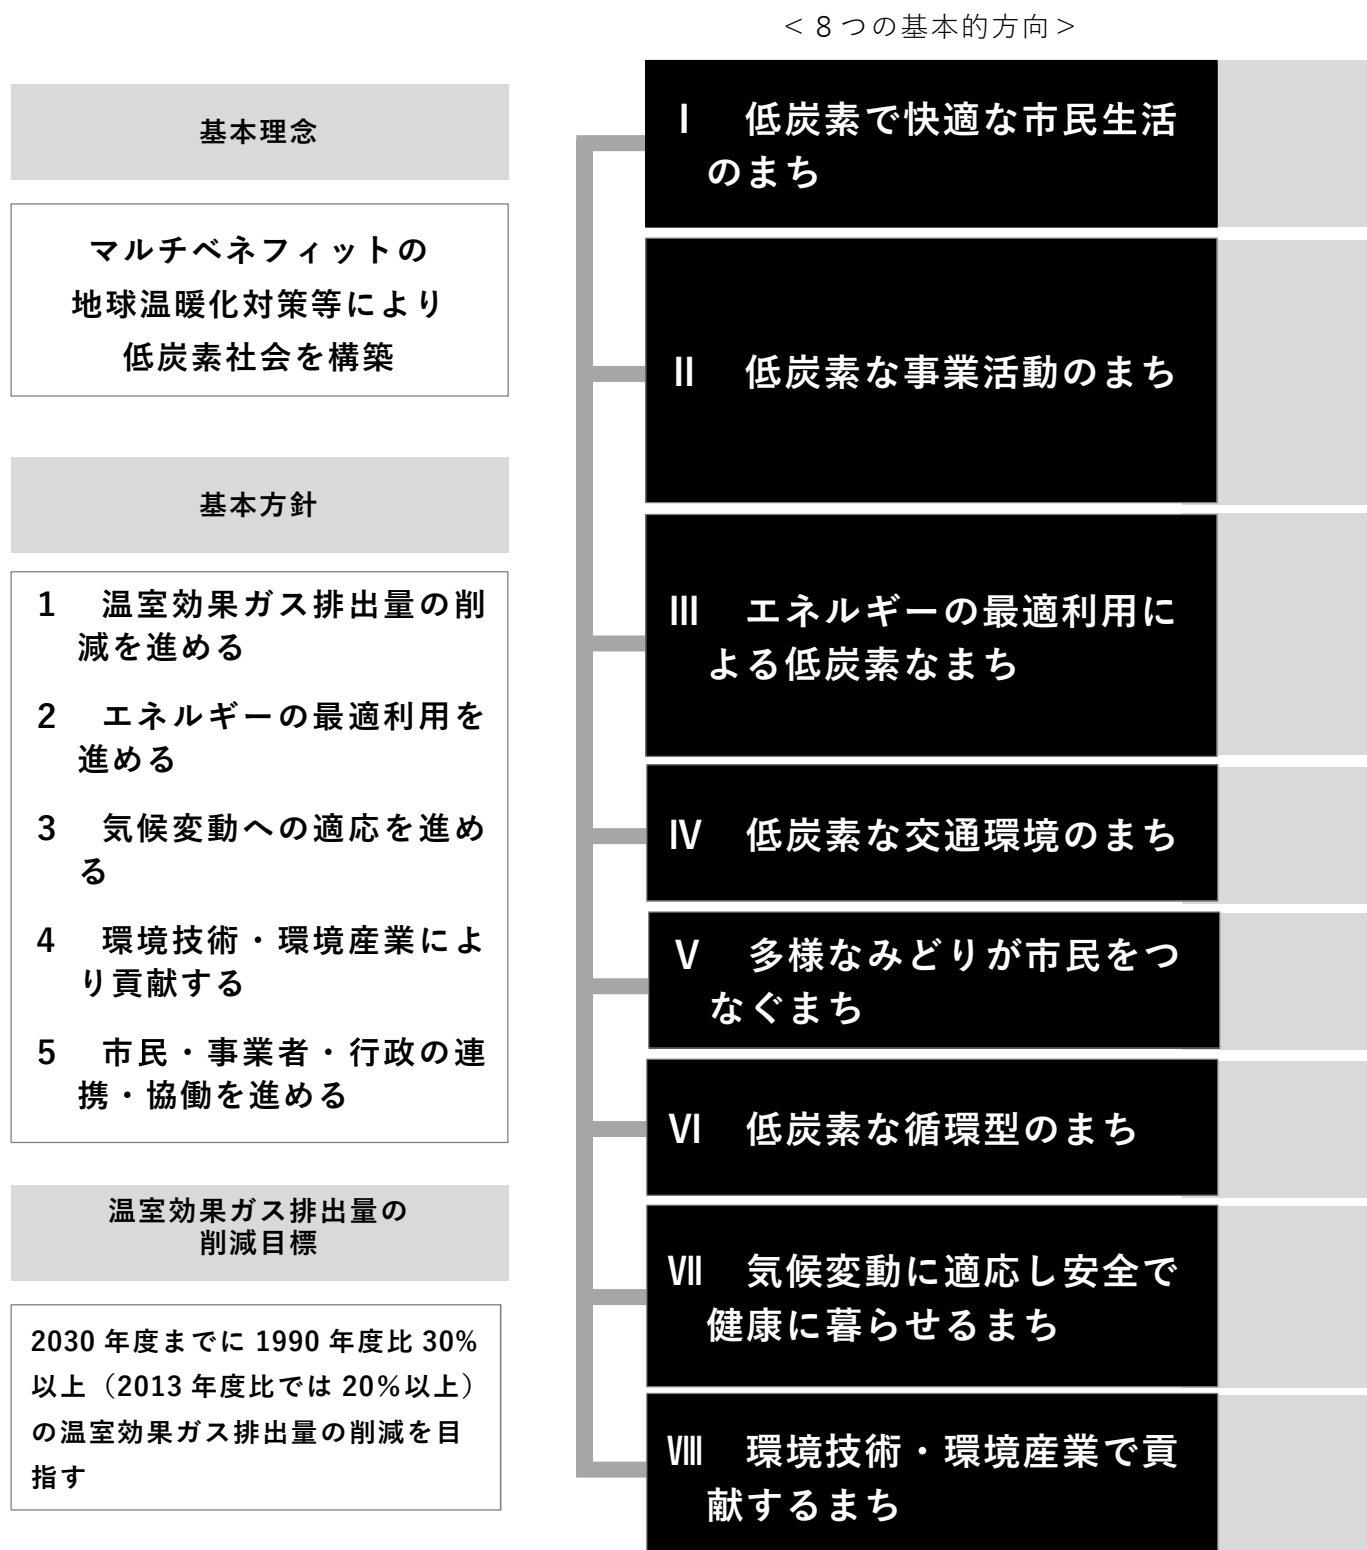 ＜８つの基本的方向＞
基本理念
マルチベネフィットの
地球温暖化対策等により
低炭素社会を構築
基本方針
1　温室効果ガス排出量の削
減を進める
2　エネルギーの最適利用を
進める
3　気候変動への適応を進め
る
4　環境技術・環境産業によ
り貢献する
5　市民・事業者・行政の連
携・協働を進める
温室効果ガス排出量の
削減目標
2030 年度までに 1990 年度比 30%
以上（2013 年度比では 20％以上）
の温室効果ガス排出量の削減を目
指す
Ⅰ　低炭素で快適な市民生活
のまち
Ⅱ　低炭素な事業活動のまち
Ⅲ　エネルギーの最適利用に
よる低炭素なまち
Ⅳ　低炭素な交通環境のまち
Ⅴ　多様なみどりが市民をつ
なぐまち
Ⅵ　低炭素な循環型のまち
Ⅶ　気候変動に適応し安全で
健康に暮らせるまち
Ⅷ　環境技術・環境産業で貢
献するまち